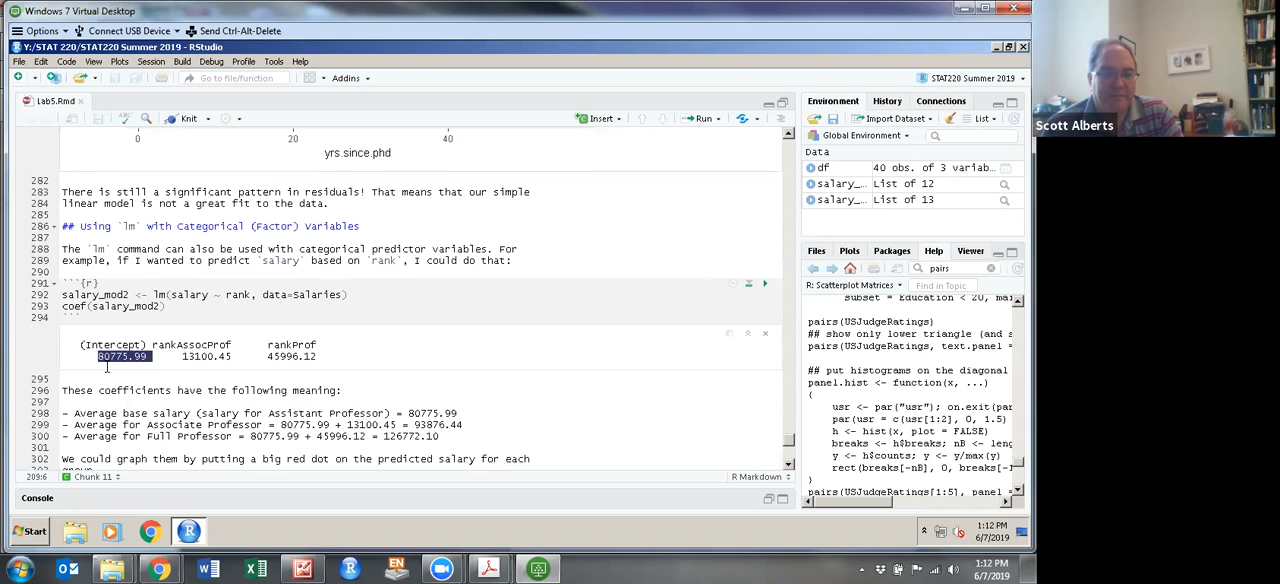 Windows 7 Virtual Desktop
Options Connect USB Device Send Ctrl-Alt-Delete
Y:/STAT 220/STAT220 Summer 2019 - RStudio
File Edit Code View Plots Session Build Debug Profile Tools Help
Go to file/function Addins STAT220 Summer 2019
Lab5.Rmd
Knit Insert Run
0 20 40
yrs.since.phd
282
283 There is still a significant pattern in residuals! That means that our simple
284 linear model is not a great fit to the data.
285
286 ## Using `lm` with Categorical (Factor) Variables
287
288 The `lm` command can also be used with categorical predictor variables. For
289 example, if I wanted to predict `salary` based on `rank`, I could do that:
290
291 ```{r}
292 salary_mod2 <- lm(salary ~ rank, data=Salaries)
293 coef(salary_mod2)
294 ```
(Intercept) rankAssocProf rankProf
80775.99 13100.45 45996.12
295
296 These coefficients have the following meaning:
297
298 - Average base salary (salary for Assistant Professor) = 80775.99
299 - Average for Associate Professor = 80775.99 + 13100.45 = 93876.44
300 - Average for Full Professor = 80775.99 + 45996.12 = 126772.10
301
302 We could graph them by putting a big red dot on the predicted salary for each
209:6 Chunk 11 R Markdown
Console
Environment History Connections
Import Dataset List
Global Environment
Data
df 40 obs. of 3 variab…
salary_… List of 12
salary_… List of 13
Files Plots Packages Help Viewer
pairs
R: Scatterplot Matrices Find in Topic
subset = Education < 20, ma
pairs(USJudgeRatings)
## show only lower triangle (and s
pairs(USJudgeRatings, text.panel =
## put histograms on the diagonal
panel.hist <- function(x, ...)
{
usr <- par("usr"); on.exit(par
par(usr = c(usr[1:2], 0, 1.5)
h <- hist(x, plot = FALSE)
breaks <- h$breaks; nB <- leng
y <- h$counts; y <- y/max(y)
rect(breaks[-nB], 0, breaks[-1
}
pairs(USJudgeRatings[1:5], panel =
Start
1:12 PM
6/7/2019
1:12 PM
6/7/2019
Scott Alberts